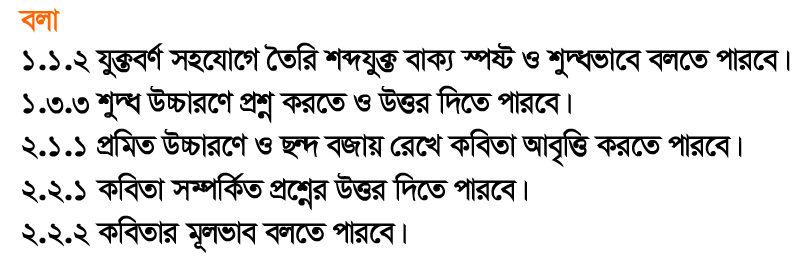 বলা
১.১.২ যুক্তবর্ণ সহযোগে তৈরি শব্দযুক্ত বাক্য স্পষ্ট ও শুদ্ধভাবে বলতে পারবে।
১.৩.৩ শুদ্ধ উচ্চারণে প্রশ্ন করতে ও উত্তর দিতে পারবে।
২.১.১ প্রমিত উচ্চারণে ও ছন্দ বজায় রেখে কবিতা আবৃত্তি করতে পারবে।
২.২.১ কবিতা সম্পর্কিত প্রশ্নের উত্তর দিতে পারবে।
২.২.২ কবিতার মূলভাব বলতে পারবে।